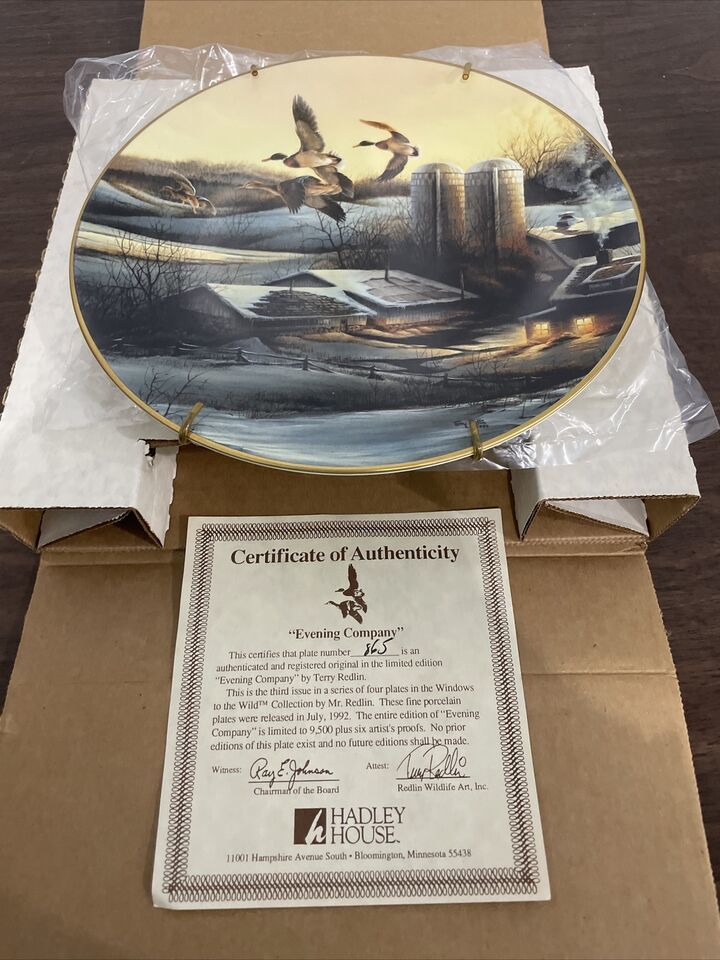 Certificate of Authenticity
"Evening Company"
This certifies that plate number 865 is an
authenticated and registered original in the limited edition
"Evening Company" by Terry Redlin.
This is the third issue in a series of four plates in the Windows
to the Wild™ Collection by Mr. Redlin. These fine porcelain
plates were released in July, 1992. The entire edition of "Evening
Company" is limited to 9,500 plus six artist's proofs. No prior
editions of this plate exist and no future editions shall be made.
Witness: Ray E. Johnson Attest: Terry Redlin
Chairman of the Board Redlin Wildlife Art, Inc.
h HADLEY
HOUSE™
11001 Hampshire Avenue South • Bloomington, Minnesota 55438